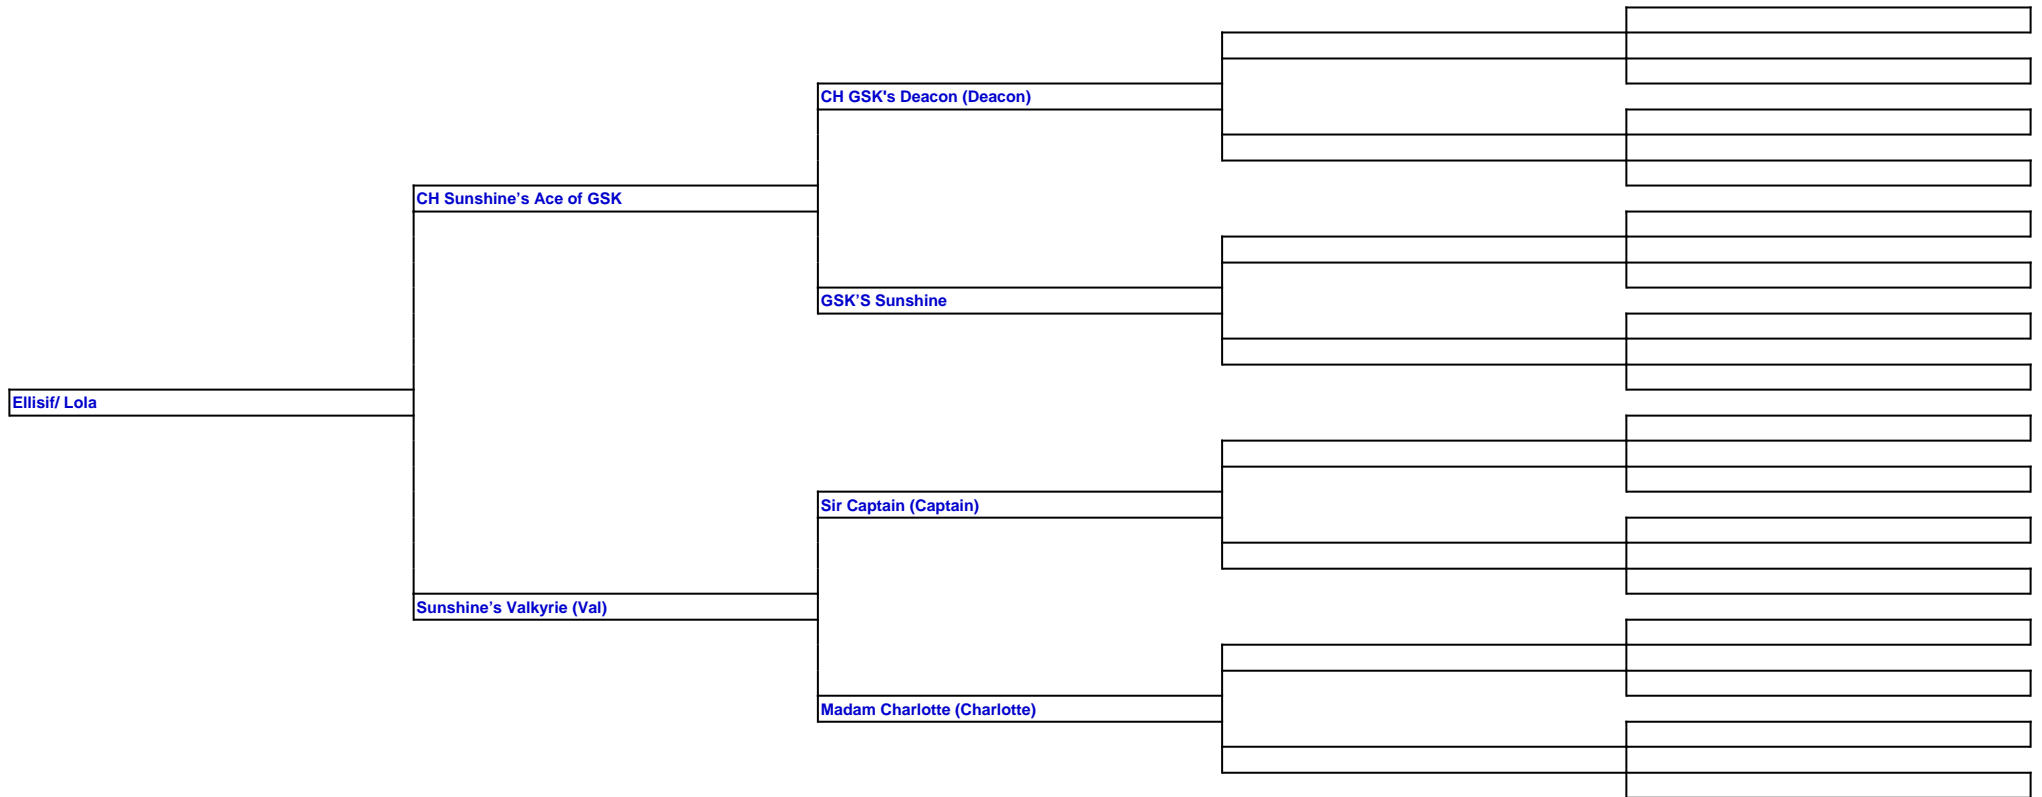 CH GSK's Deacon (Deacon)
CH Sunshine’s Ace of GSK
GSK’S Sunshine
Ellisif/ Lola
Sir Captain (Captain)
Sunshine’s Valkyrie (Val)
Madam Charlotte (Charlotte)